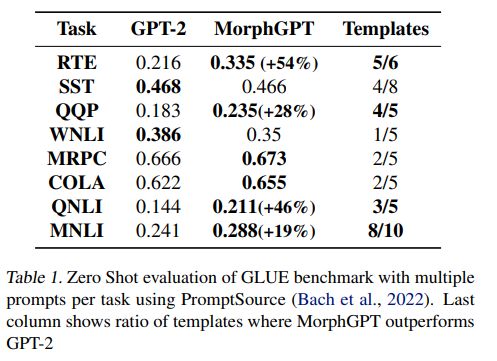 Task GPT-2 MorphGPT Templates
RTE 0.216 0.335 (+54%) 5/6
SST 0.468 0.466 4/8
QQP 0.183 0.235(+28%) 4/5
WNLI 0.386 0.35 1/5
MRPC 0.666 0.673 2/5
COLA 0.622 0.655 2/5
QNLI 0.144 0.211(+46%) 3/5
MNLI 0.241 0.288(+19%) 8/10
Table 1. Zero Shot evaluation of GLUE benchmark with multiple
prompts per task using PromptSource (Bach et al., 2022). Last
column shows ratio of templates where MorphGPT outperforms
GPT-2